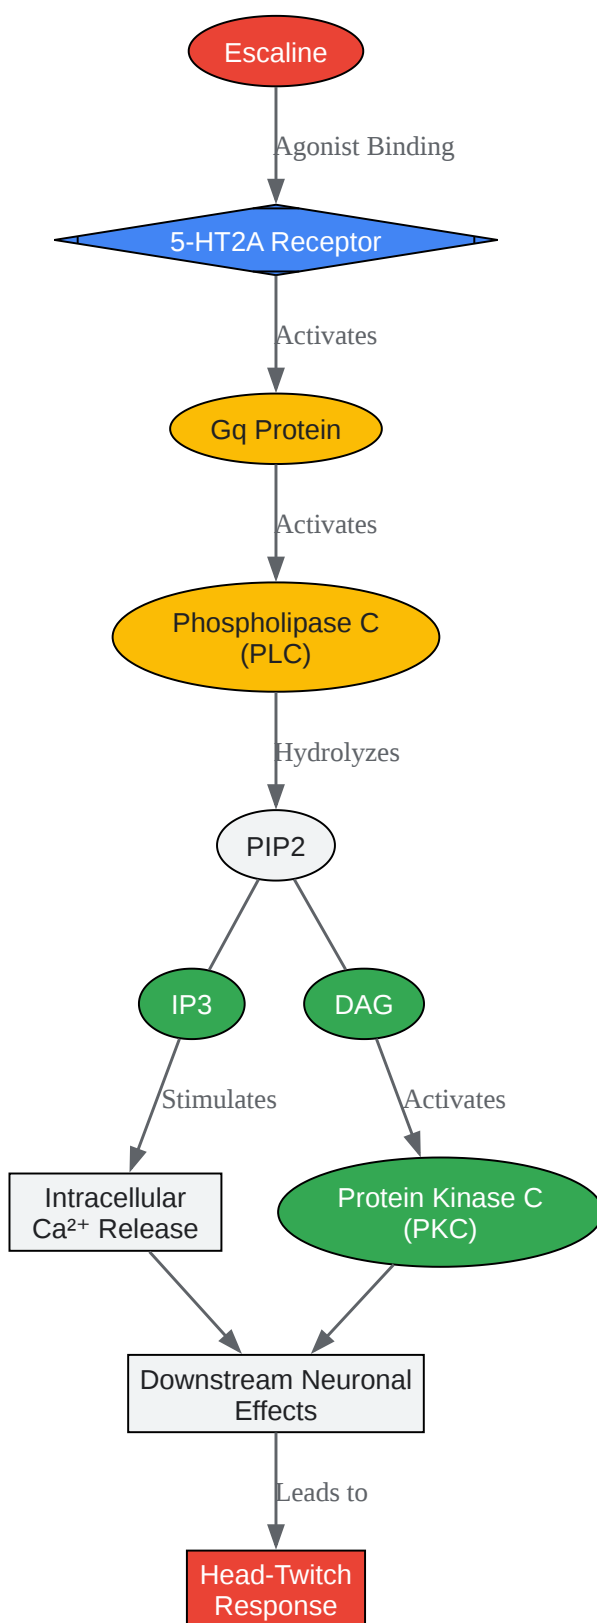 Escaline
Agonist Binding
5-HT2A Receptor
Activates
Gq Protein
Activates
Phospholipase C
(PLC)
Hydrolyzes
PIP2
IP3
DAG
Stimulates
Activates
Intracellular
Ca²⁺ Release
Protein Kinase C
(PKC)
Downstream Neuronal
Effects
Leads to
Head-Twitch
Response